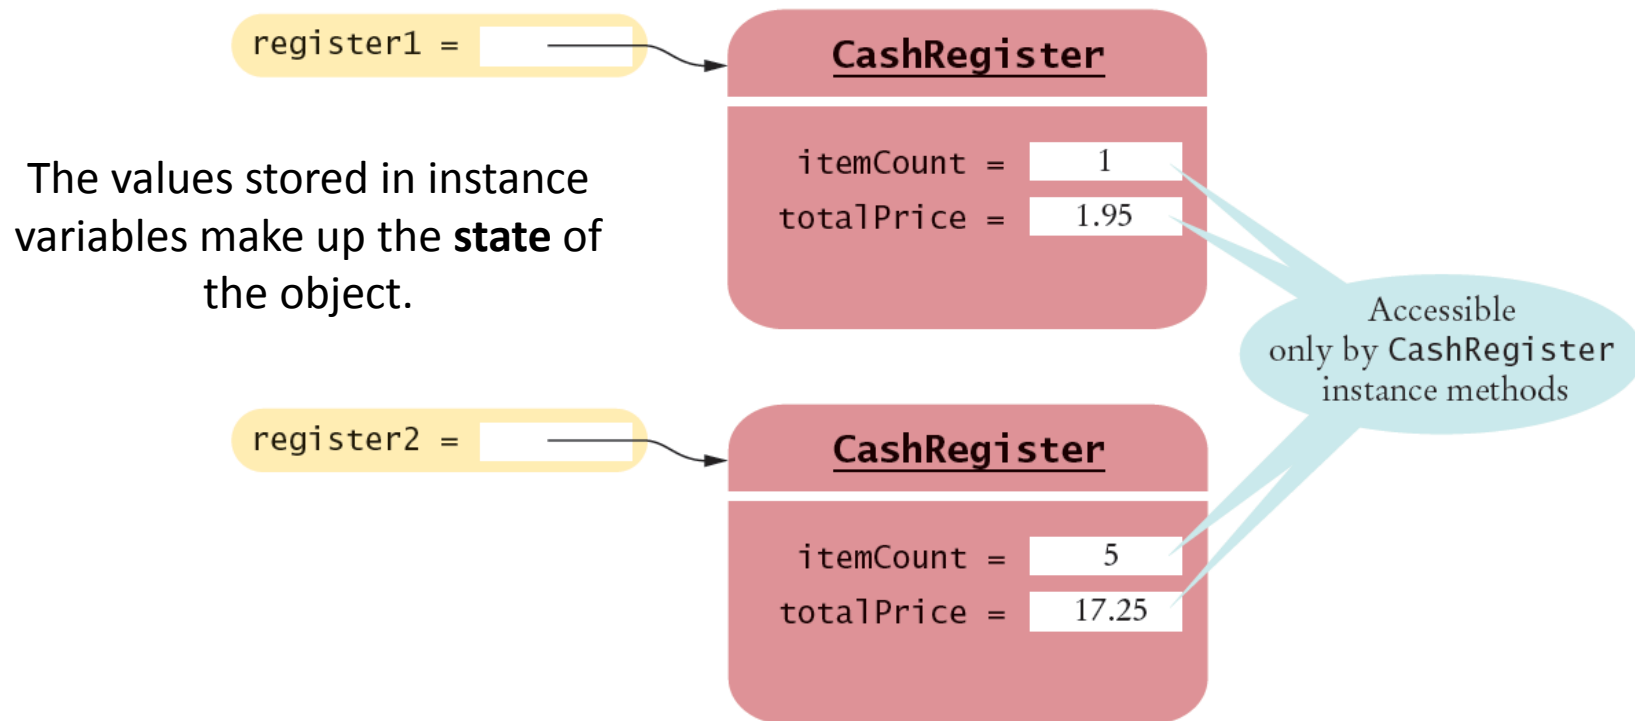 register1 =
CashRegister
itemCount = 1
totalPrice = 1.95
The values stored in instance
variables make up the state of
the object.
Accessible
only by CashRegister
instance methods
register2 =
CashRegister
itemCount = 5
totalPrice = 17.25